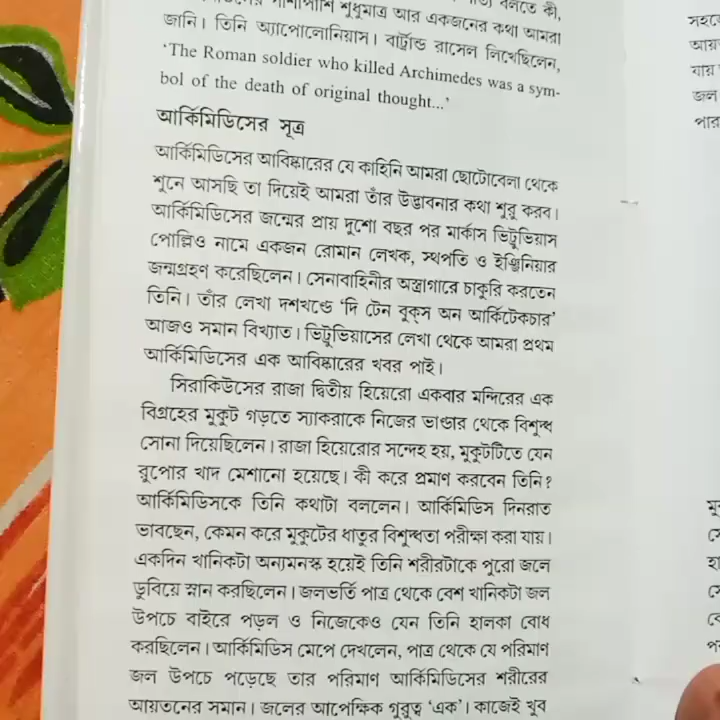 পাশাপাশি শুধুমাত্র আর একজনের কথা আমরা
জানি। তিনি অ্যাপোলোনিয়াস। বার্ট্রান্ড রাসেল লিখেছিলেন,
‘The Roman soldier who killed Archimedes was a sym-
bol of the death of original thought...’
আর্কিমিডিসের সূত্র
আর্কিমিডিসের আবিষ্কারের যে কাহিনি আমরা ছোটোবেলা থেকে
শুনে আসছি তা দিয়েই আমরা তাঁর উদ্ভাবনার কথা শুরু করব।
আর্কিমিডিসের জন্মের প্রায় দুশো বছর পর মার্কাস ভিট্রুভিয়াস
পোল্লিও নামে একজন রোমান লেখক, স্থপতি ও ইঞ্জিনিয়ার
জন্মগ্রহণ করেছিলেন। সেনাবাহিনীর অস্ত্রাগারে চাকুরি করতেন
তিনি। তাঁর লেখা দশখণ্ডে ‘দি টেন বুক্‌স অন আর্কিটেকচার’
আজও সমান বিখ্যাত। ভিট্রুভিয়াসের লেখা থেকে আমরা প্রথম
আর্কিমিডিসের এক আবিষ্কারের খবর পাই।
সিরাকিউসের রাজা দ্বিতীয় হিয়েরো একবার মন্দিরের এক
বিগ্রহের মুকুট গড়তে স্যাকরাকে নিজের ভাণ্ডার থেকে বিশুদ্ধ
সোনা দিয়েছিলেন। রাজা হিয়েরোর সন্দেহ হয়, মুকুটটিতে যেন
রুপোর খাদ মেশানো হয়েছে। কী করে প্রমাণ করবেন তিনি?
আর্কিমিডিসকে তিনি কথাটা বললেন। আর্কিমিডিস দিনরাত
ভাবছেন, কেমন করে মুকুটের ধাতুর বিশুদ্ধতা পরীক্ষা করা যায়।
একদিন খানিকটা অন্যমনস্ক হয়েই তিনি শরীরটাকে পুরো জলে
ডুবিয়ে স্নান করছিলেন। জলভর্তি পাত্র থেকে বেশ খানিকটা জল
উপচে বাইরে পড়ল ও নিজেকেও যেন তিনি হালকা বোধ
করছিলেন। আর্কিমিডিস মেপে দেখলেন, পাত্র থেকে যে পরিমাণ
জল উপচে পড়েছে তার পরিমাণ আর্কিমিডিসের শরীরের
আয়তনের সমান। জলের আপেক্ষিক গুরুত্ব ‘এক’। কাজেই খুব